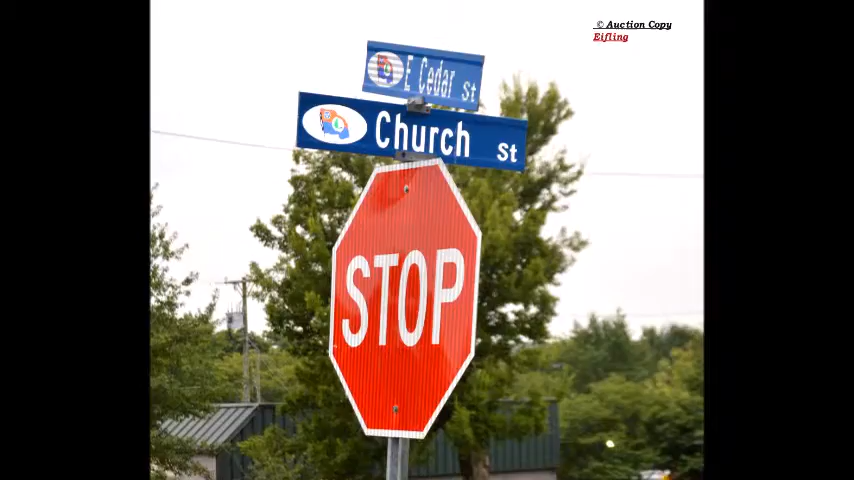 © Auction Copy
Eifling
E Cedar St
Church St
STOP